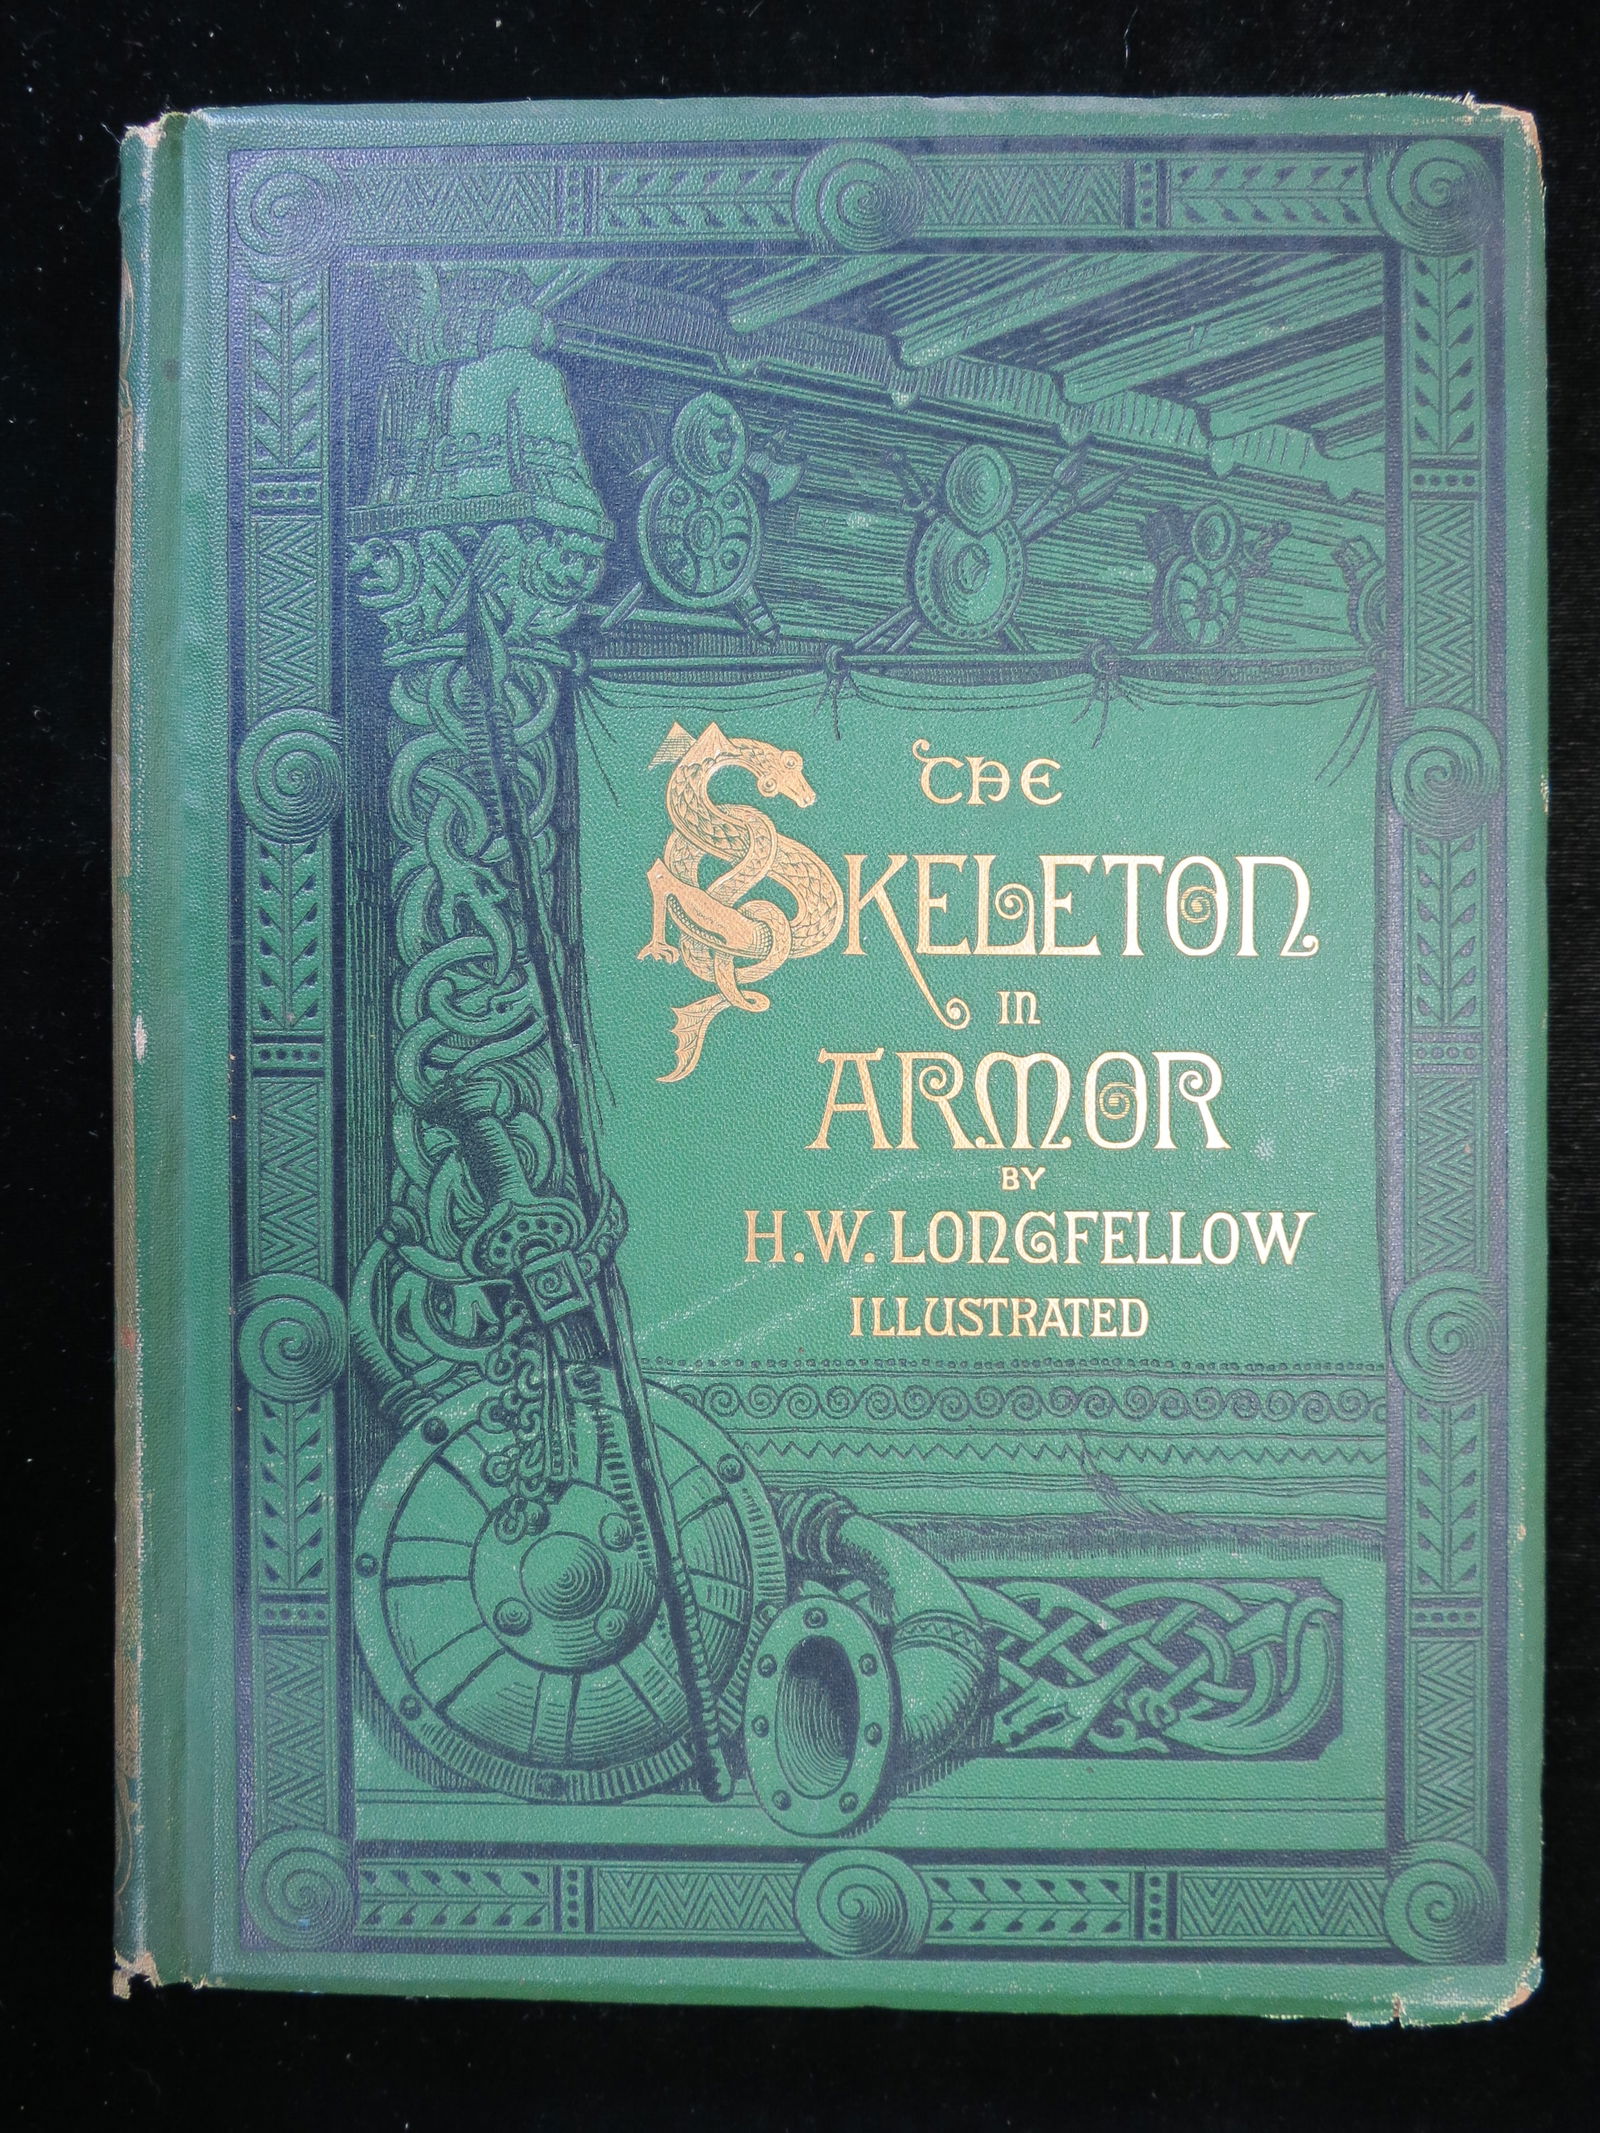 THE
SKELETON
in
ARMOR
BY
H.W. LONGFELLOW
ILLUSTRATED